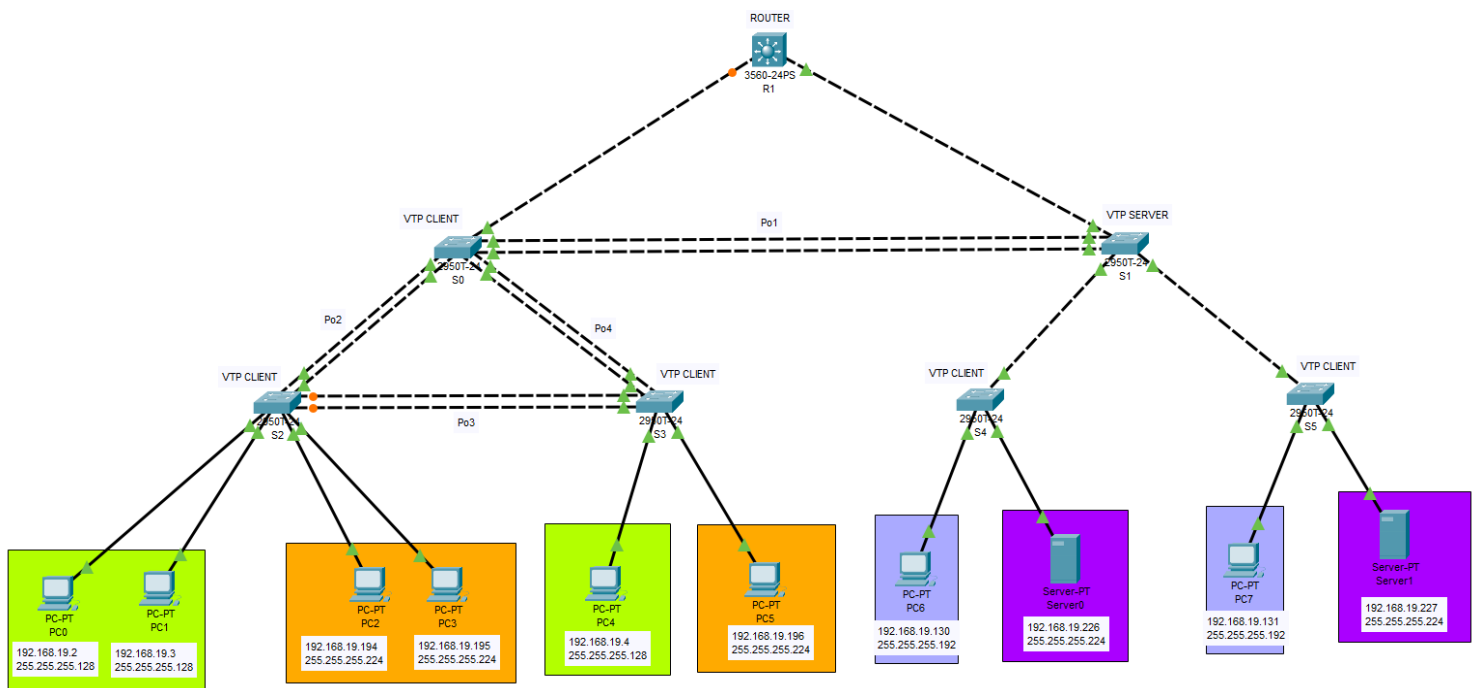 ROUTER
3560-24PS
R1
VTP CLIENT
Po1
VTP SERVER
2950T-24
S0
2950T-24
S1
Po2
Po4
VTP CLIENT
VTP CLIENT
VTP CLIENT
VTP CLIENT
2950T-24
S2
Po3
2950T-24
S3
2950T-24
S4
2950T-24
S5
PC-PT
PC0
192.168.19.2
255.255.255.128
PC-PT
PC1
192.168.19.3
255.255.255.128
PC-PT
PC2
192.168.19.194
255.255.255.224
PC-PT
PC3
192.168.19.195
255.255.255.224
PC-PT
PC4
192.168.19.4
255.255.255.128
PC-PT
PC5
192.168.19.196
255.255.255.224
PC-PT
PC6
192.168.19.130
255.255.255.192
Server-PT
Server0
192.168.19.226
255.255.255.224
PC-PT
PC7
192.168.19.131
255.255.255.192
Server-PT
Server1
192.168.19.227
255.255.255.224